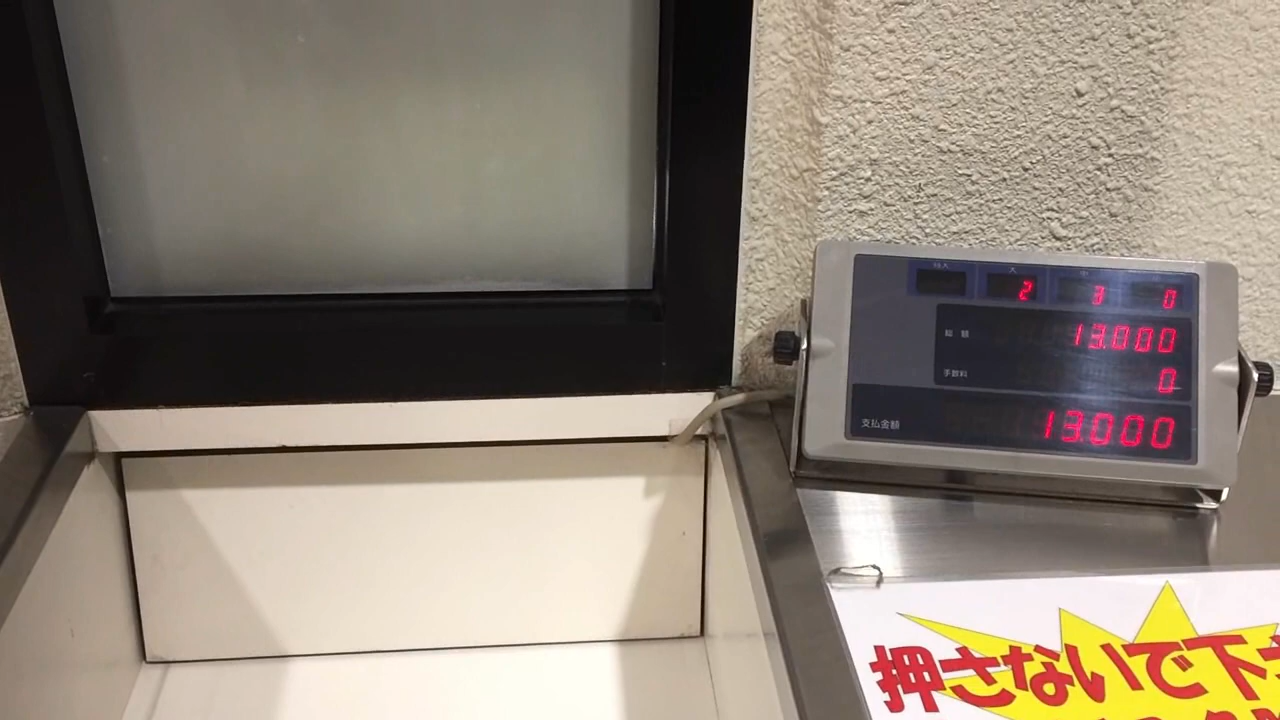 特大 大 中 小
2 3 0
総額 13,000
手数料 0
支払金額 13,000
押さないで下さ